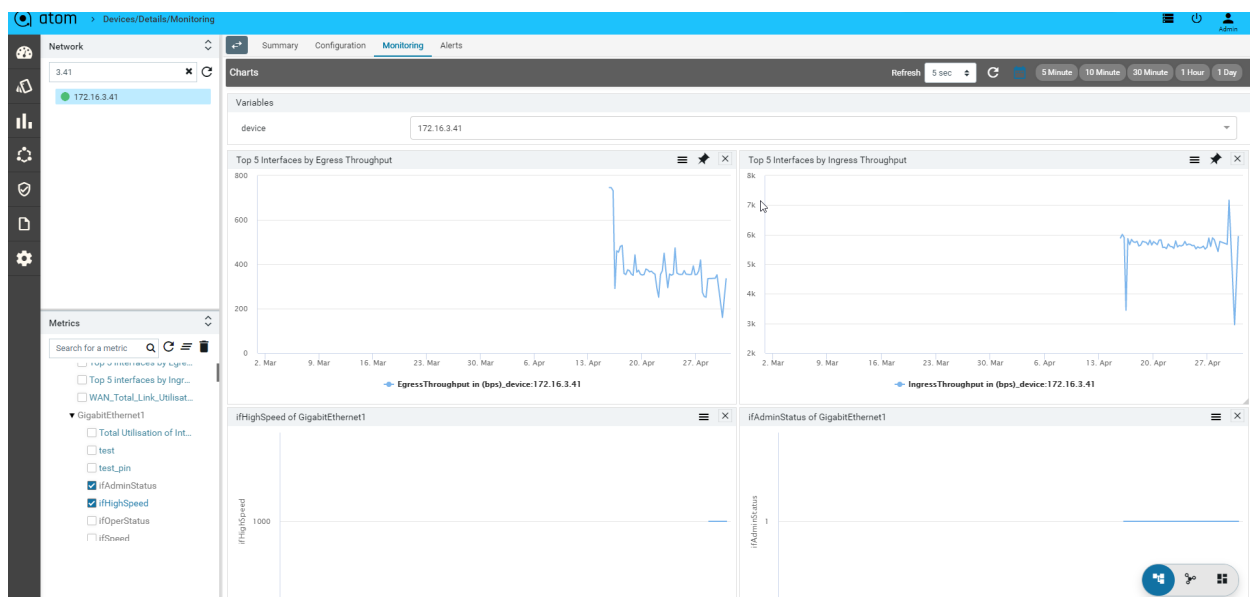 atom > Devices/Details/Monitoring
Admin
Network
3.41
172.16.3.41
Metrics
Search for a metric
Top 5 interfaces by Egre...
Top 5 interfaces by Ingr...
WAN_Total_Link_Utilisat...
GigabitEthernet1
Total Utilisation of Int...
test
test_pin
ifAdminStatus
ifHighSpeed
ifOperStatus
ifSpeed
Summary Configuration Monitoring Alerts
Charts
Refresh 5 sec 5 Minute 10 Minute 30 Minute 1 Hour 1 Day
Variables
device 172.16.3.41
Top 5 Interfaces by Egress Throughput
800
600
400
200
0
2. Mar 9. Mar 16. Mar 23. Mar 30. Mar 6. Apr 13. Apr 20. Apr 27. Apr
EgressThroughput in (bps)_device:172.16.3.41
Top 5 Interfaces by Ingress Throughput
8k
7k
6k
5k
4k
3k
2k
2. Mar 9. Mar 16. Mar 23. Mar 30. Mar 6. Apr 13. Apr 20. Apr 27. Apr
IngressThroughput in (bps)_device:172.16.3.41
ifHighSpeed of GigabitEthernet1
ifHighSpeed
1000
ifAdminStatus of GigabitEthernet1
ifAdminStatus
1